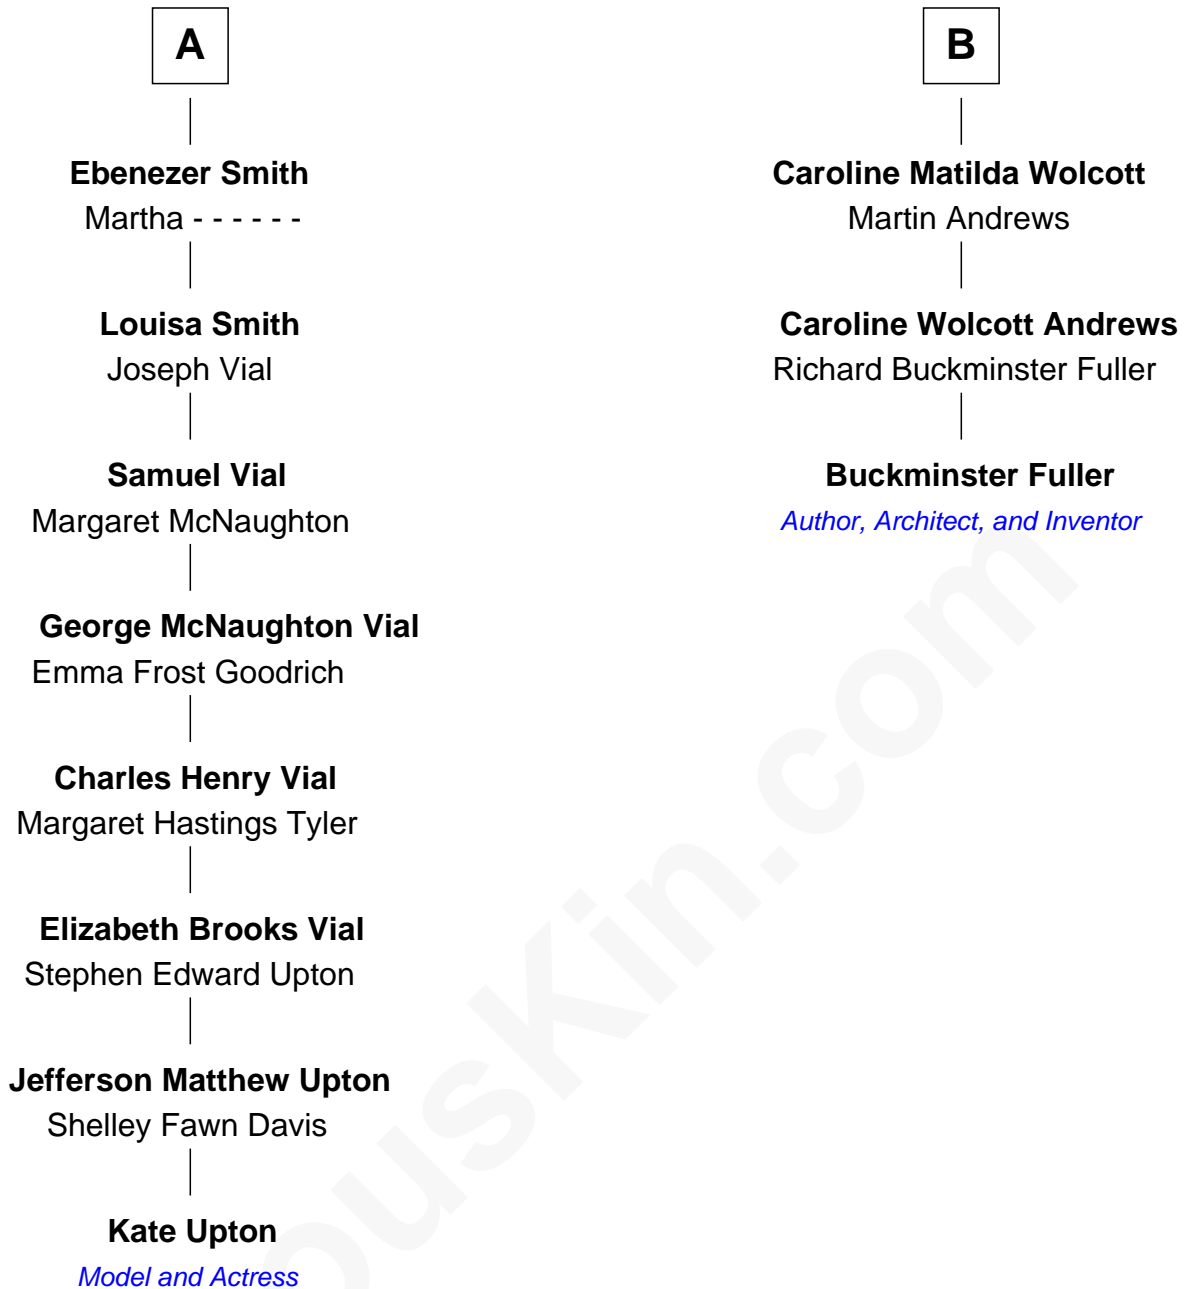 A
Ebenezer Smith
Martha - - - - - -
Louisa Smith
Joseph Vial
Samuel Vial
Margaret McNaughton
George McNaughton Vial
Emma Frost Goodrich
Charles Henry Vial
Margaret Hastings Tyler
Elizabeth Brooks Vial
Stephen Edward Upton
Jefferson Matthew Upton
Shelley Fawn Davis
Kate Upton
Model and Actress
B
Caroline Matilda Wolcott
Martin Andrews
Caroline Wolcott Andrews
Richard Buckminster Fuller
Buckminster Fuller
Author, Architect, and Inventor
ousKin.com